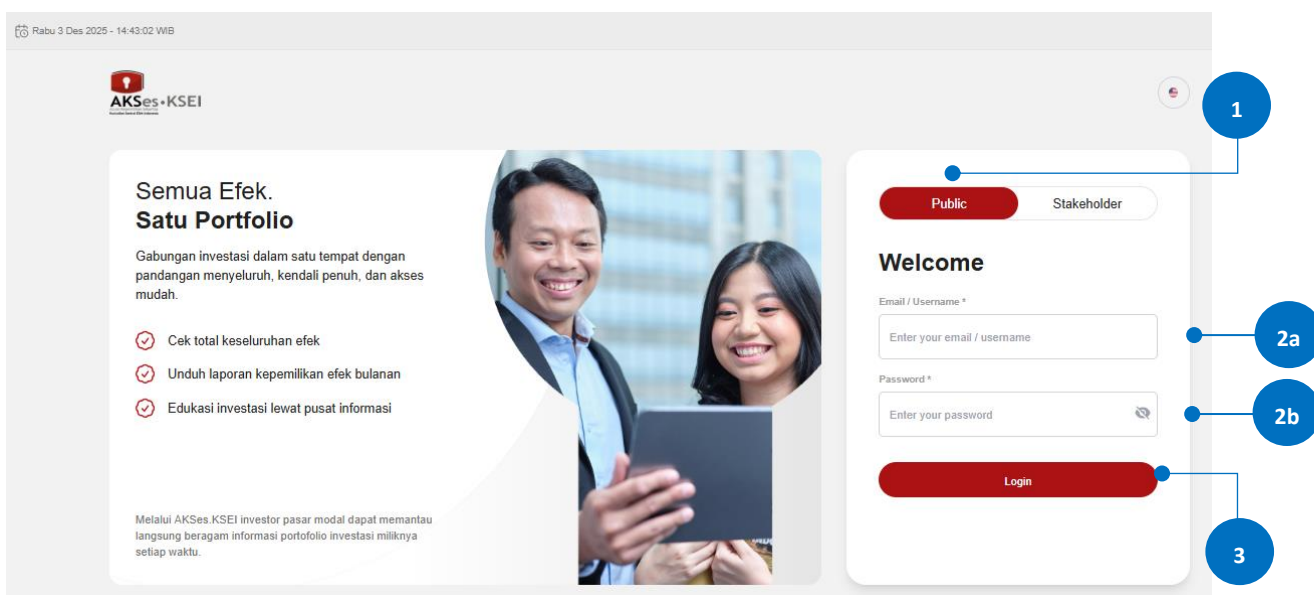 Rabu 3 Des 2025 - 14:43:02 WIB
AKSes•KSEI
1
Semua Efek.
Satu Portfolio
Gabungan investasi dalam satu tempat dengan
pandangan menyeluruh, kendali penuh, dan akses
mudah.
Cek total keseluruhan efek
Unduh laporan kepemilikan efek bulanan
Edukasi investasi lewat pusat informasi
Melalui AKSes.KSEI investor pasar modal dapat memantau
langsung beragam informasi portofolio investasi miliknya
setiap waktu.
Public
Stakeholder
Welcome
Email / Username *
Enter your email / username
2a
Password *
Enter your password
2b
Login
3